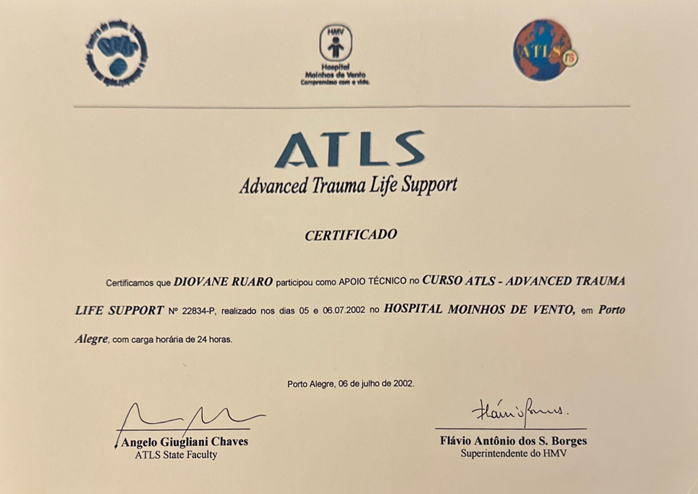 HMV
Hospital
Moinhos de Vento
Compromisso com a vida.
ATLS
RS
ATLS
Advanced Trauma Life Support
CERTIFICADO
Certificamos que DIOVANE RUARO participou como APOIO TÉCNICO no CURSO ATLS - ADVANCED TRAUMA
LIFE SUPPORT Nº 22834-P, realizado nos dias 05 e 06.07.2002 no HOSPITAL MOINHOS DE VENTO, em Porto
Alegre, com carga horária de 24 horas.
Porto Alegre, 06 de julho de 2002.
Angelo Giugliani Chaves
ATLS State Faculty
Flávio Antônio dos S. Borges
Superintendente do HMV